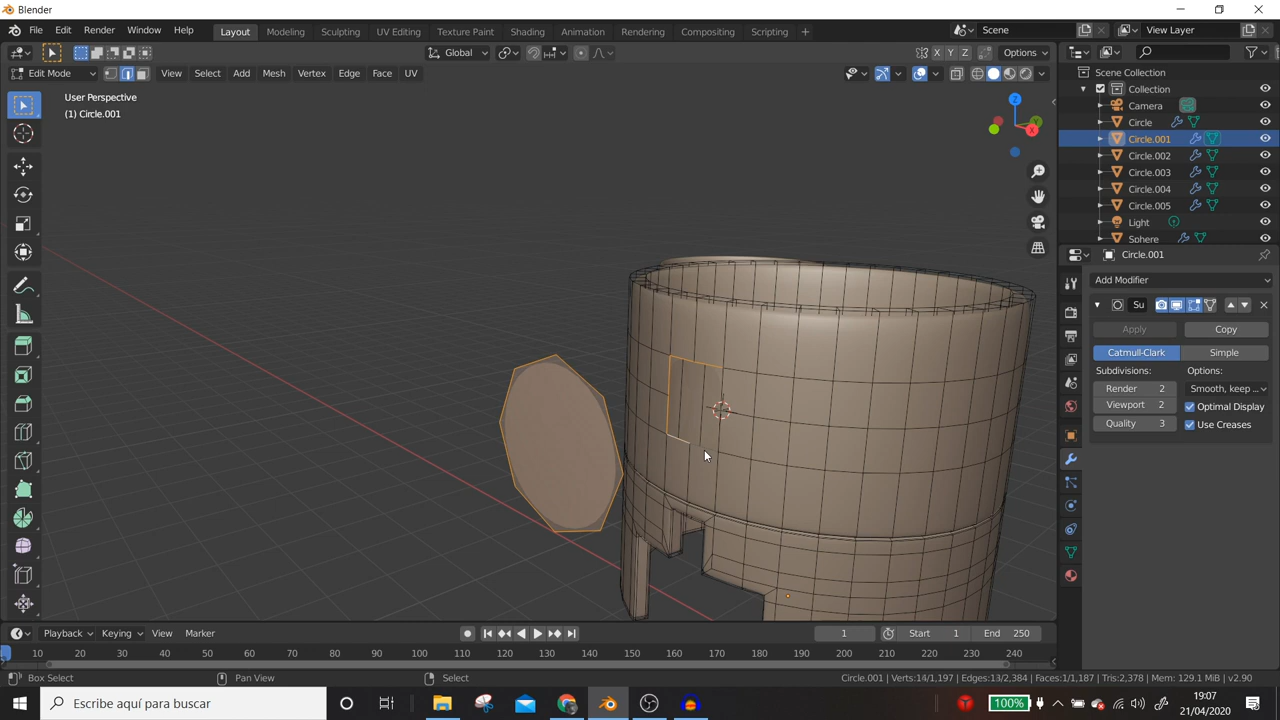 Blender
File Edit Render Window Help Layout Modeling Sculpting UV Editing Texture Paint Shading Animation Rendering Compositing Scripting + Scene View Layer
Global X Y Z Options
Edit Mode View Select Add Mesh Vertex Edge Face UV
User Perspective
(1) Circle.001
Z
Y
X
Scene Collection
Collection
Camera
Circle
Circle.001
Circle.002
Circle.003
Circle.004
Circle.005
Light
Sphere
Circle.001
Add Modifier
Su
Apply Copy
Catmull-Clark Simple
Subdivisions: Options:
Render 2 Smooth, keep ...
Viewport 2 Optimal Display
Quality 3 Use Creases
Playback Keying View Marker 1 Start 1 End 250
10 20 30 40 50 60 70 80 90 100 110 120 130 140 150 160 170 180 190 200 210 220 230 240
Box Select Pan View Select Circle.001 | Verts:14/1,197 | Edges:13/2,384 | Faces:1/1,187 | Tris:2,378 | Mem: 129.1 MiB | v2.90
Escribe aquí para buscar 100% 19:07
21/04/2020